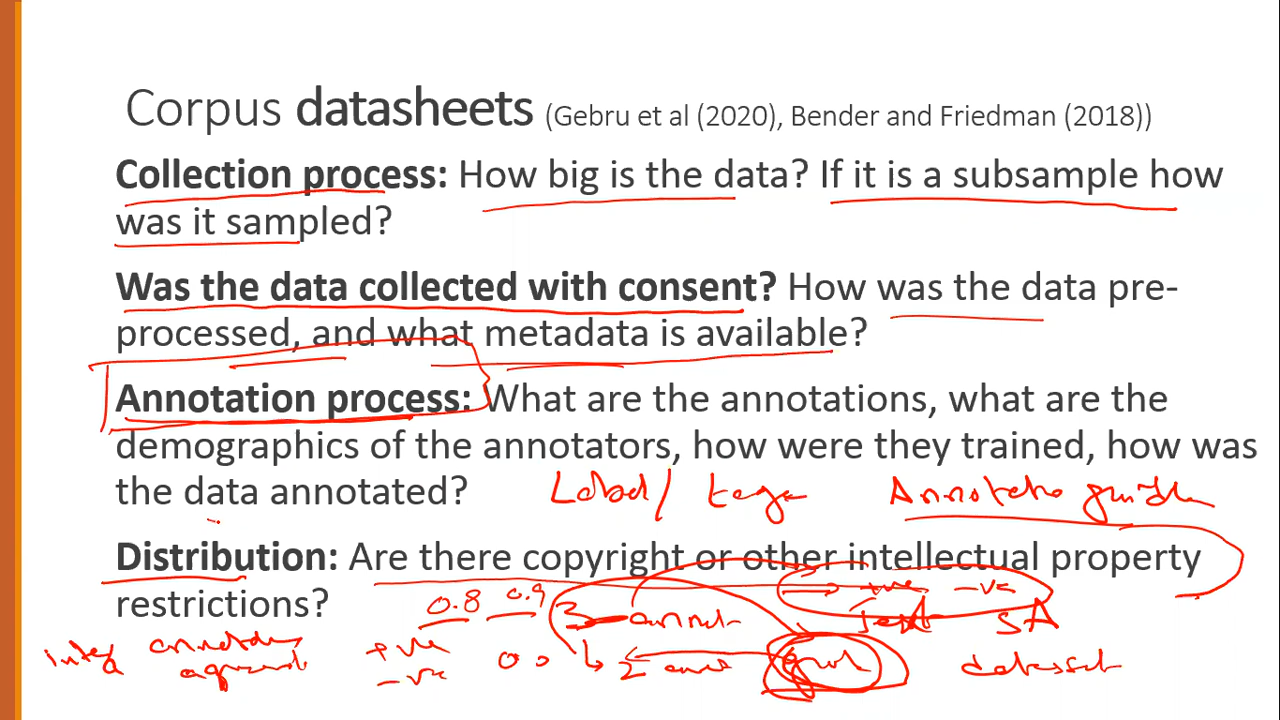 Corpus datasheets (Gebru et al (2020), Bender and Friedman (2018))
Collection process: How big is the data? If it is a subsample how
was it sampled?
Was the data collected with consent? How was the data pre-
processed, and what metadata is available?
Annotation process: What are the annotations, what are the
demographics of the annotators, how were they trained, how was
the data annotated?
Label/
Distribution: Are there copyright or other intellectual property
restrictions?
0.8 0.9 3 SA
+ve
-ve
-ve 2 dataset